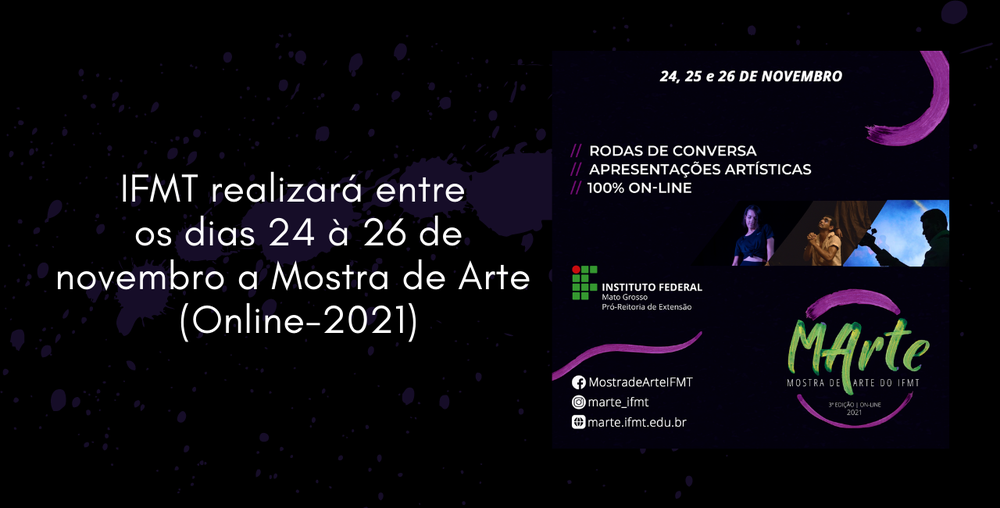 IFMT realizará entre
os dias 24 à 26 de
novembro a Mostra de Arte
(Online-2021)
24, 25 e 26 DE NOVEMBRO
// RODAS DE CONVERSA
// APRESENTAÇÕES ARTÍSTICAS
// 100% ON-LINE
INSTITUTO FEDERAL
Mato Grosso
Pró-Reitoria de Extensão
MArte
MOSTRA DE ARTE DO IFMT
3ª EDIÇÃO | ON-LINE
2021
MostradeArteIFMT
marte_ifmt
marte.ifmt.edu.br